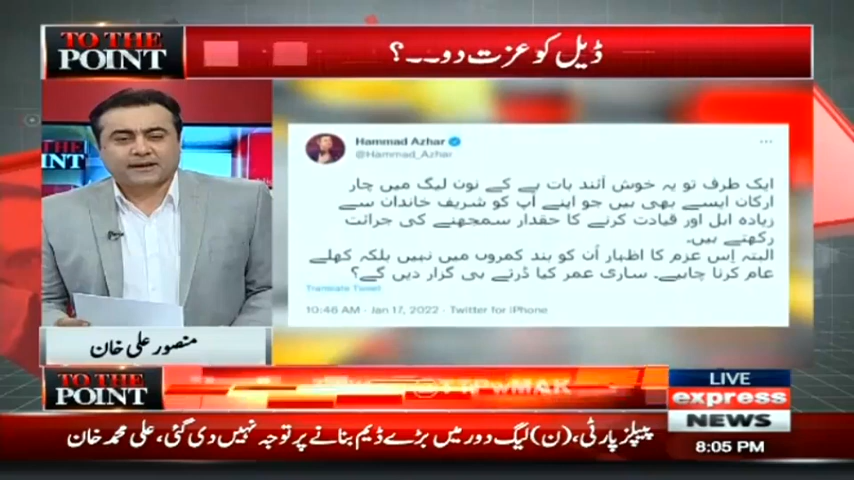 TO THE
POINT
ڈیل کو عزت دو۔۔۔؟
Hammad Azhar
@Hammad_Azhar
ایک طرف تو یہ خوش آئند بات ہے کے نون لیگ میں چار
ارکان ایسے بھی ہیں جو اپنے آپ کو شریف خاندان سے
زیادہ اہل اور قیادت کرنے کا حقدار سمجھنے کی جرائت
رکھتے ہیں۔
البتہ اِس عزم کا اظہار اُن کو بند کمروں میں نہیں بلکہ کھلے
عام کرنا چاہیے۔ ساری عمر کیا ڈرتے ہی گزار دیں گے؟
Translate Tweet
10:46 AM · Jan 17, 2022 · Twitter for iPhone
THE
INT
منصور علی خان
TO THE
POINT
LIVE
express
NEWS
8:05 PM
پیپلز پارٹی، (ن) لیگ دور میں بڑے ڈیم بنانے پر توجہ نہیں دی گئی، علی محمد خان